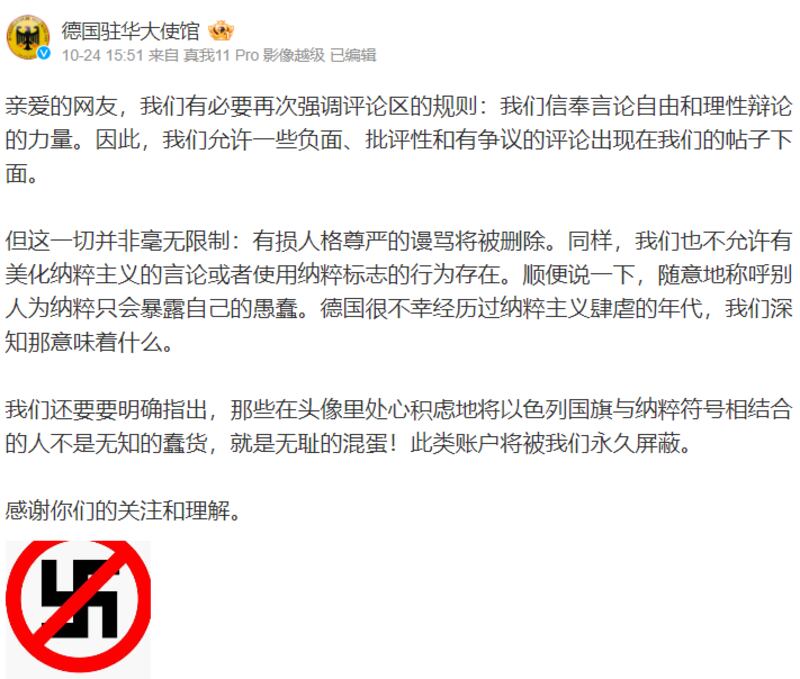 德国驻华大使馆
10-24 15:51 来自 真我11 Pro 影像越级 已编辑
亲爱的网友，我们有必要再次强调评论区的规则：我们信奉言论自由和理性辩论
的力量。因此，我们允许一些负面、批评性和有争议的评论出现在我们的帖子下
面。
但这一切并非毫无限制：有损人格尊严的谩骂将被删除。同样，我们也不允许有
美化纳粹主义的言论或者使用纳粹标志的行为存在。顺便说一下，随意地称呼别
人为纳粹只会暴露自己的愚蠢。德国很不幸经历过纳粹主义肆虐的年代，我们深
知那意味着什么。
我们还要要明确指出，那些在头像里处心积虑地将以色列国旗与纳粹符号相结合
的人不是无知的蠢货，就是无耻的混蛋！此类账户将被我们永久屏蔽。
感谢你们的关注和理解。